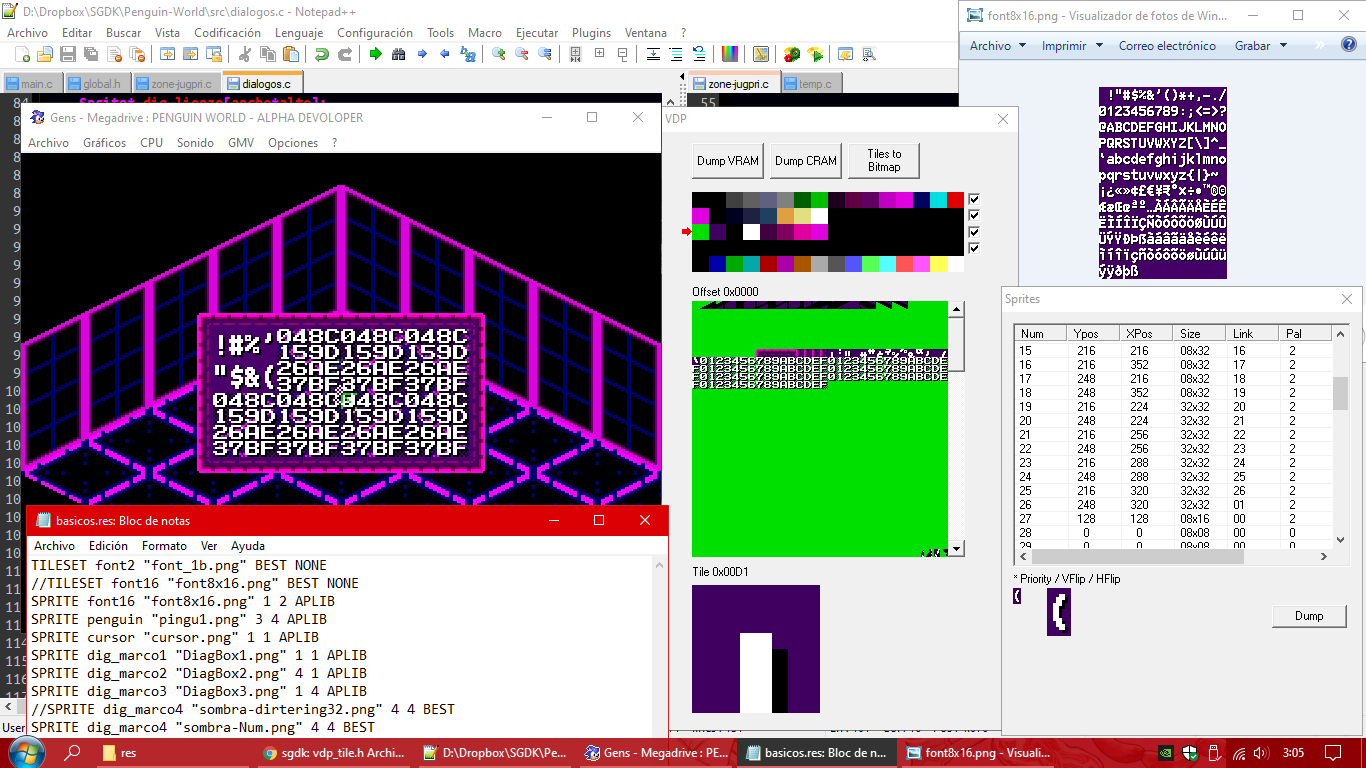 D:\Dropbox\SGDK\Penguin-World\src\dialogos.c - Notepad++
Archivo Editar Buscar Vista Codificación Lenguaje Configuración Tools Macro Ejecutar Plugins Ventana ?
main.c global.h zone-jugpri.c dialogos.c
zone-jugpri.c temp.c
55
font8x16.png - Visualizador de fotos de Win...
Archivo Imprimir Correo electrónico Grabar
!"#$%&'()*+,-./
0123456789:;<=>?
@ABCDEFGHIJKLMNO
PQRSTUVWXYZ[\]^_
`abcdefghijklmno
pqrstuvwxyz{|}~
Gens - Megadrive : PENGUIN WORLD - ALPHA DEVOLOPER
Archivo Gráficos CPU Sonido GMV Opciones ?
!#%'048C048C048C
159D159D159D
"$&(26AE26AE26AE
37BF37BF37BF
048C048C048C048C
159D159D159D159D
26AE26AE26AE26AE
37BF37BF37BF37BF
VDP
Dump VRAM Dump CRAM Tiles to Bitmap
Offset 0x0000
Tile 0x00D1
Sprites
Num Ypos XPos Size Link Pal
15 216 216 08x32 16 2
16 216 352 08x32 17 2
17 248 216 08x32 18 2
18 248 352 08x32 19 2
19 216 224 32x32 20 2
20 248 224 32x32 21 2
21 216 256 32x32 22 2
22 248 256 32x32 23 2
23 216 288 32x32 24 2
24 248 288 32x32 25 2
25 216 320 32x32 26 2
26 248 320 32x32 01 2
27 128 128 08x16 00 2
28 0 0 08x08 00 0
* Priority / VFlip / HFlip
Dump
basicos.res: Bloc de notas
Archivo Edición Formato Ver Ayuda
TILESET font2 "font_1b.png" BEST NONE
//TILESET font16 "font8x16.png" BEST NONE
SPRITE font16 "font8x16.png" 1 2 APLIB
SPRITE penguin "pingu1.png" 3 4 APLIB
SPRITE cursor "cursor.png" 1 1 APLIB
SPRITE dig_marco1 "DiagBox1.png" 1 1 APLIB
SPRITE dig_marco2 "DiagBox2.png" 4 1 APLIB
SPRITE dig_marco3 "DiagBox3.png" 1 4 APLIB
//SPRITE dig_marco4 "sombra-dirtering32.png" 4 4 BEST
SPRITE dig_marco4 "sombra-Num.png" 4 4 BEST
User
res
sgdk: vdp_tile.h Archi...
D:\Dropbox\SGDK\Pe...
Gens - Megadrive : PE...
basicos.res: Bloc de n...
font8x16.png - Visuali...
3:05